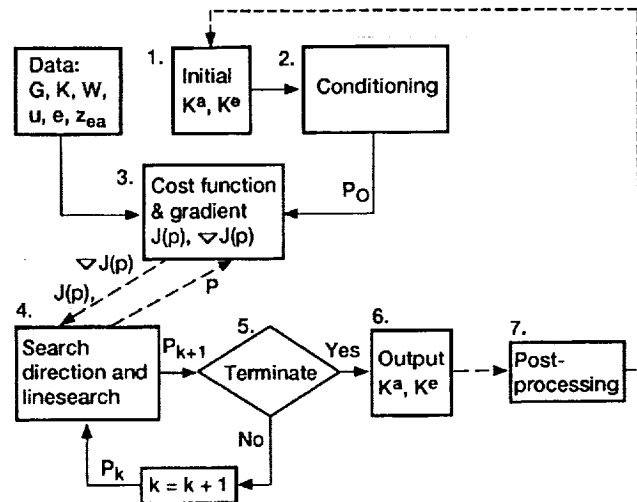 Data:
G, K, W,
u, e, z_ea
1.
Initial
K^a, K^e
2.
Conditioning
3.
Cost function
& gradient
J(p), ▽J(p)
P_O
▽J(p)
J(p),
P
4.
Search
direction and
linesearch
P_k+1
5.
Terminate
Yes
No
6.
Output
K^a, K^e
7.
Post-
processing
P_k
k = k + 1